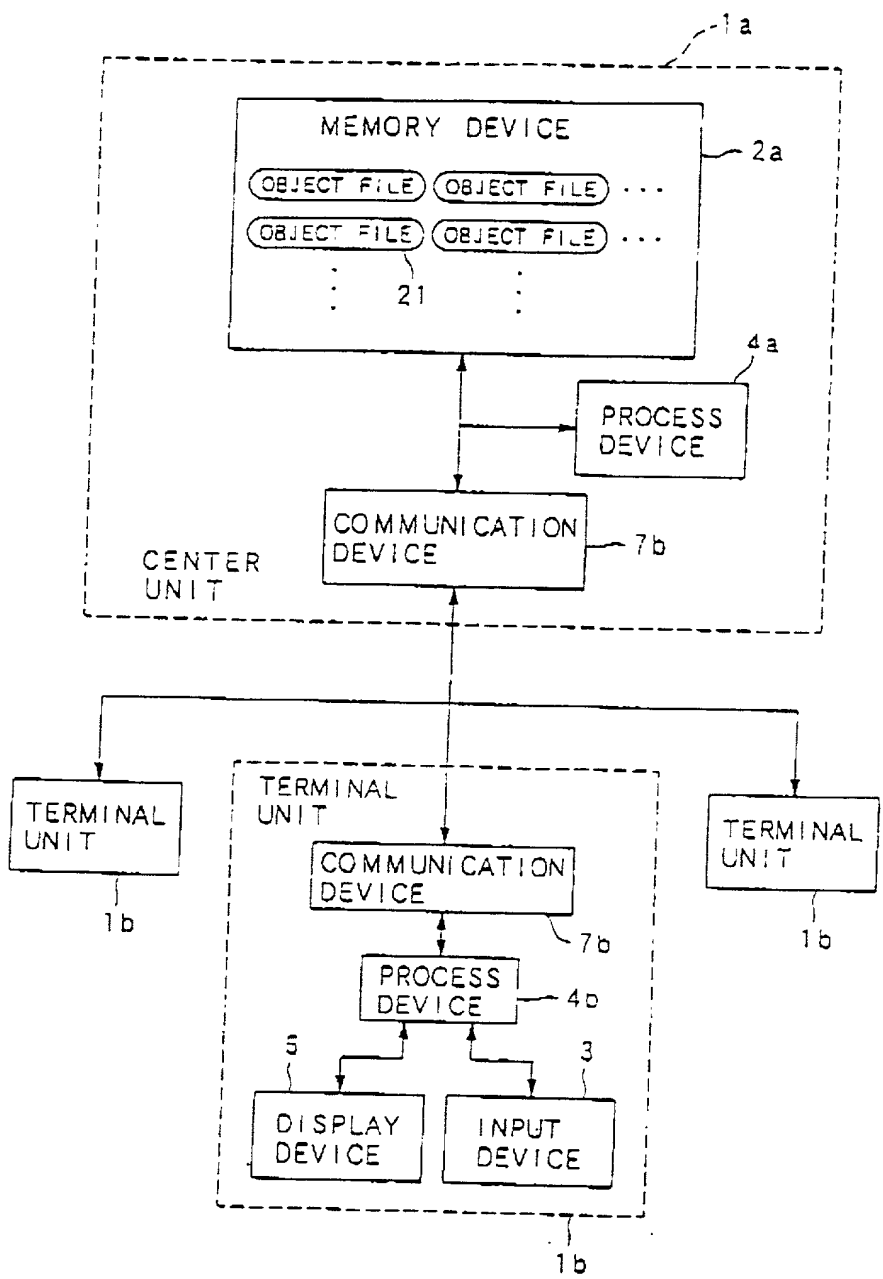 1a
MEMORY DEVICE
2a
OBJECT FILE OBJECT FILE ...
OBJECT FILE OBJECT FILE ...
21
4a
PROCESS
DEVICE
COMMUNICATION
DEVICE
7b
CENTER
UNIT
TERMINAL
UNIT
1b
TERMINAL
UNIT
TERMINAL
UNIT
1b
COMMUNICATION
DEVICE
7b
PROCESS
DEVICE
4b
DISPLAY
DEVICE
3
INPUT
DEVICE
1b